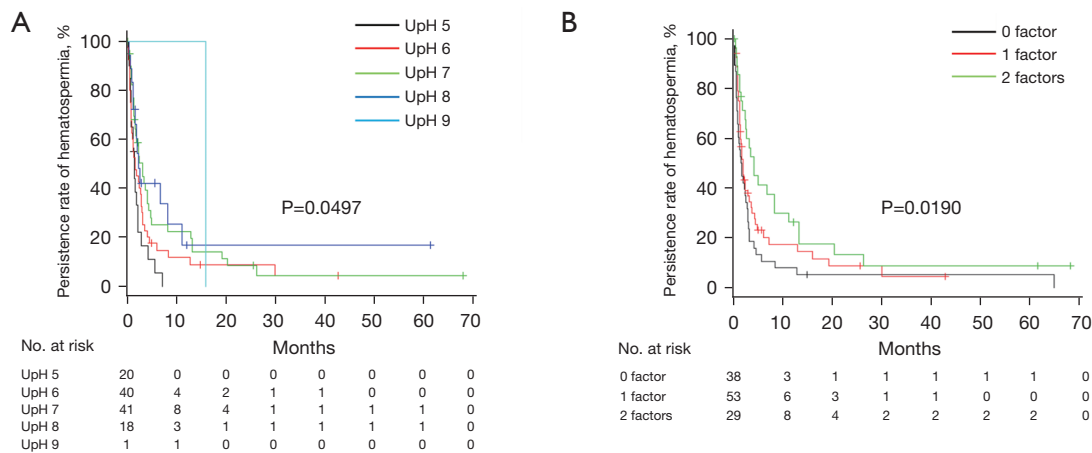 A
Persistence rate of hematospermia, %
100
80
60
40
20
0
UpH 5
UpH 6
UpH 7
UpH 8
UpH 9
P=0.0497
0 10 20 30 40 50 60 70
Months
No. at risk
UpH 5 20 0 0 0 0 0 0 0
UpH 6 40 4 2 1 1 0 0 0
UpH 7 41 8 4 1 1 1 1 0
UpH 8 18 3 1 1 1 1 1 0
UpH 9 1 1 0 0 0 0 0 0
B
Persistence rate of hematospermia, %
100
80
60
40
20
0
0 factor
1 factor
2 factors
P=0.0190
0 10 20 30 40 50 60 70
Months
No. at risk
0 factor 38 3 1 1 1 1 1 0
1 factor 53 6 3 1 1 0 0 0
2 factors 29 8 4 2 2 2 2 0